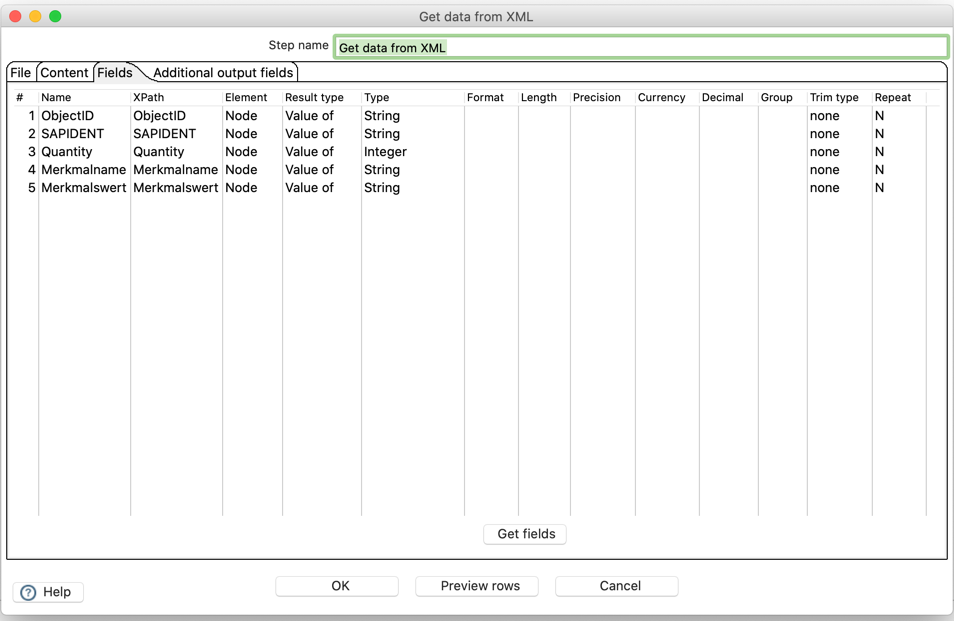 Get data from XML
Step name Get data from XML
File Content Fields Additional output fields
# Name XPath Element Result type Type Format Length Precision Currency Decimal Group Trim type Repeat
1 ObjectID ObjectID Node Value of String none N
2 SAPIDENT SAPIDENT Node Value of String none N
3 Quantity Quantity Node Value of Integer none N
4 Merkmalname Merkmalname Node Value of String none N
5 Merkmalswert Merkmalswert Node Value of String none N
Get fields
? Help OK Preview rows Cancel